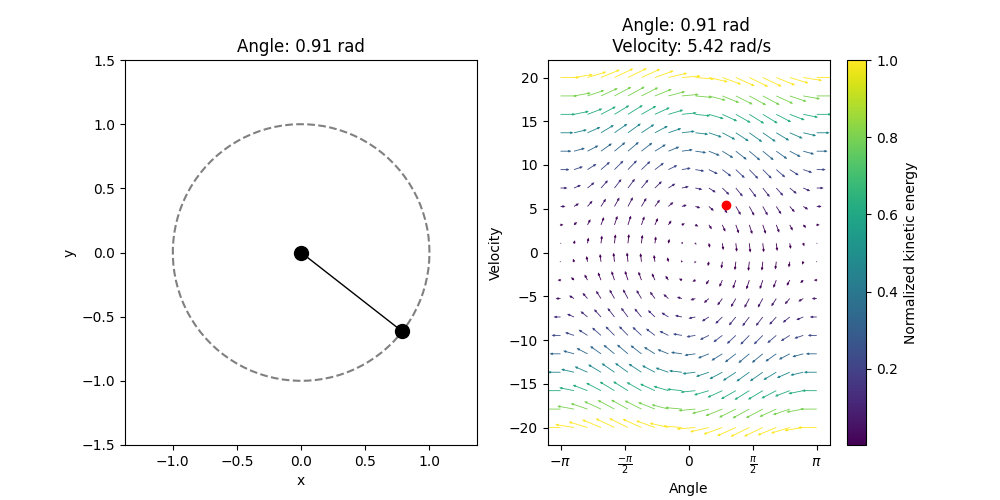 Angle: 0.91 rad
1.5
1.0
0.5
0.0
−0.5
−1.0
−1.5
y
−1.0
−0.5
0.0
0.5
1.0
x
Angle: 0.91 rad
Velocity: 5.42 rad/s
20
15
10
5
0
−5
−10
−15
−20
Velocity
−π
−π/2
0
π/2
π
Angle
1.0
0.8
0.6
0.4
0.2
Normalized kinetic energy